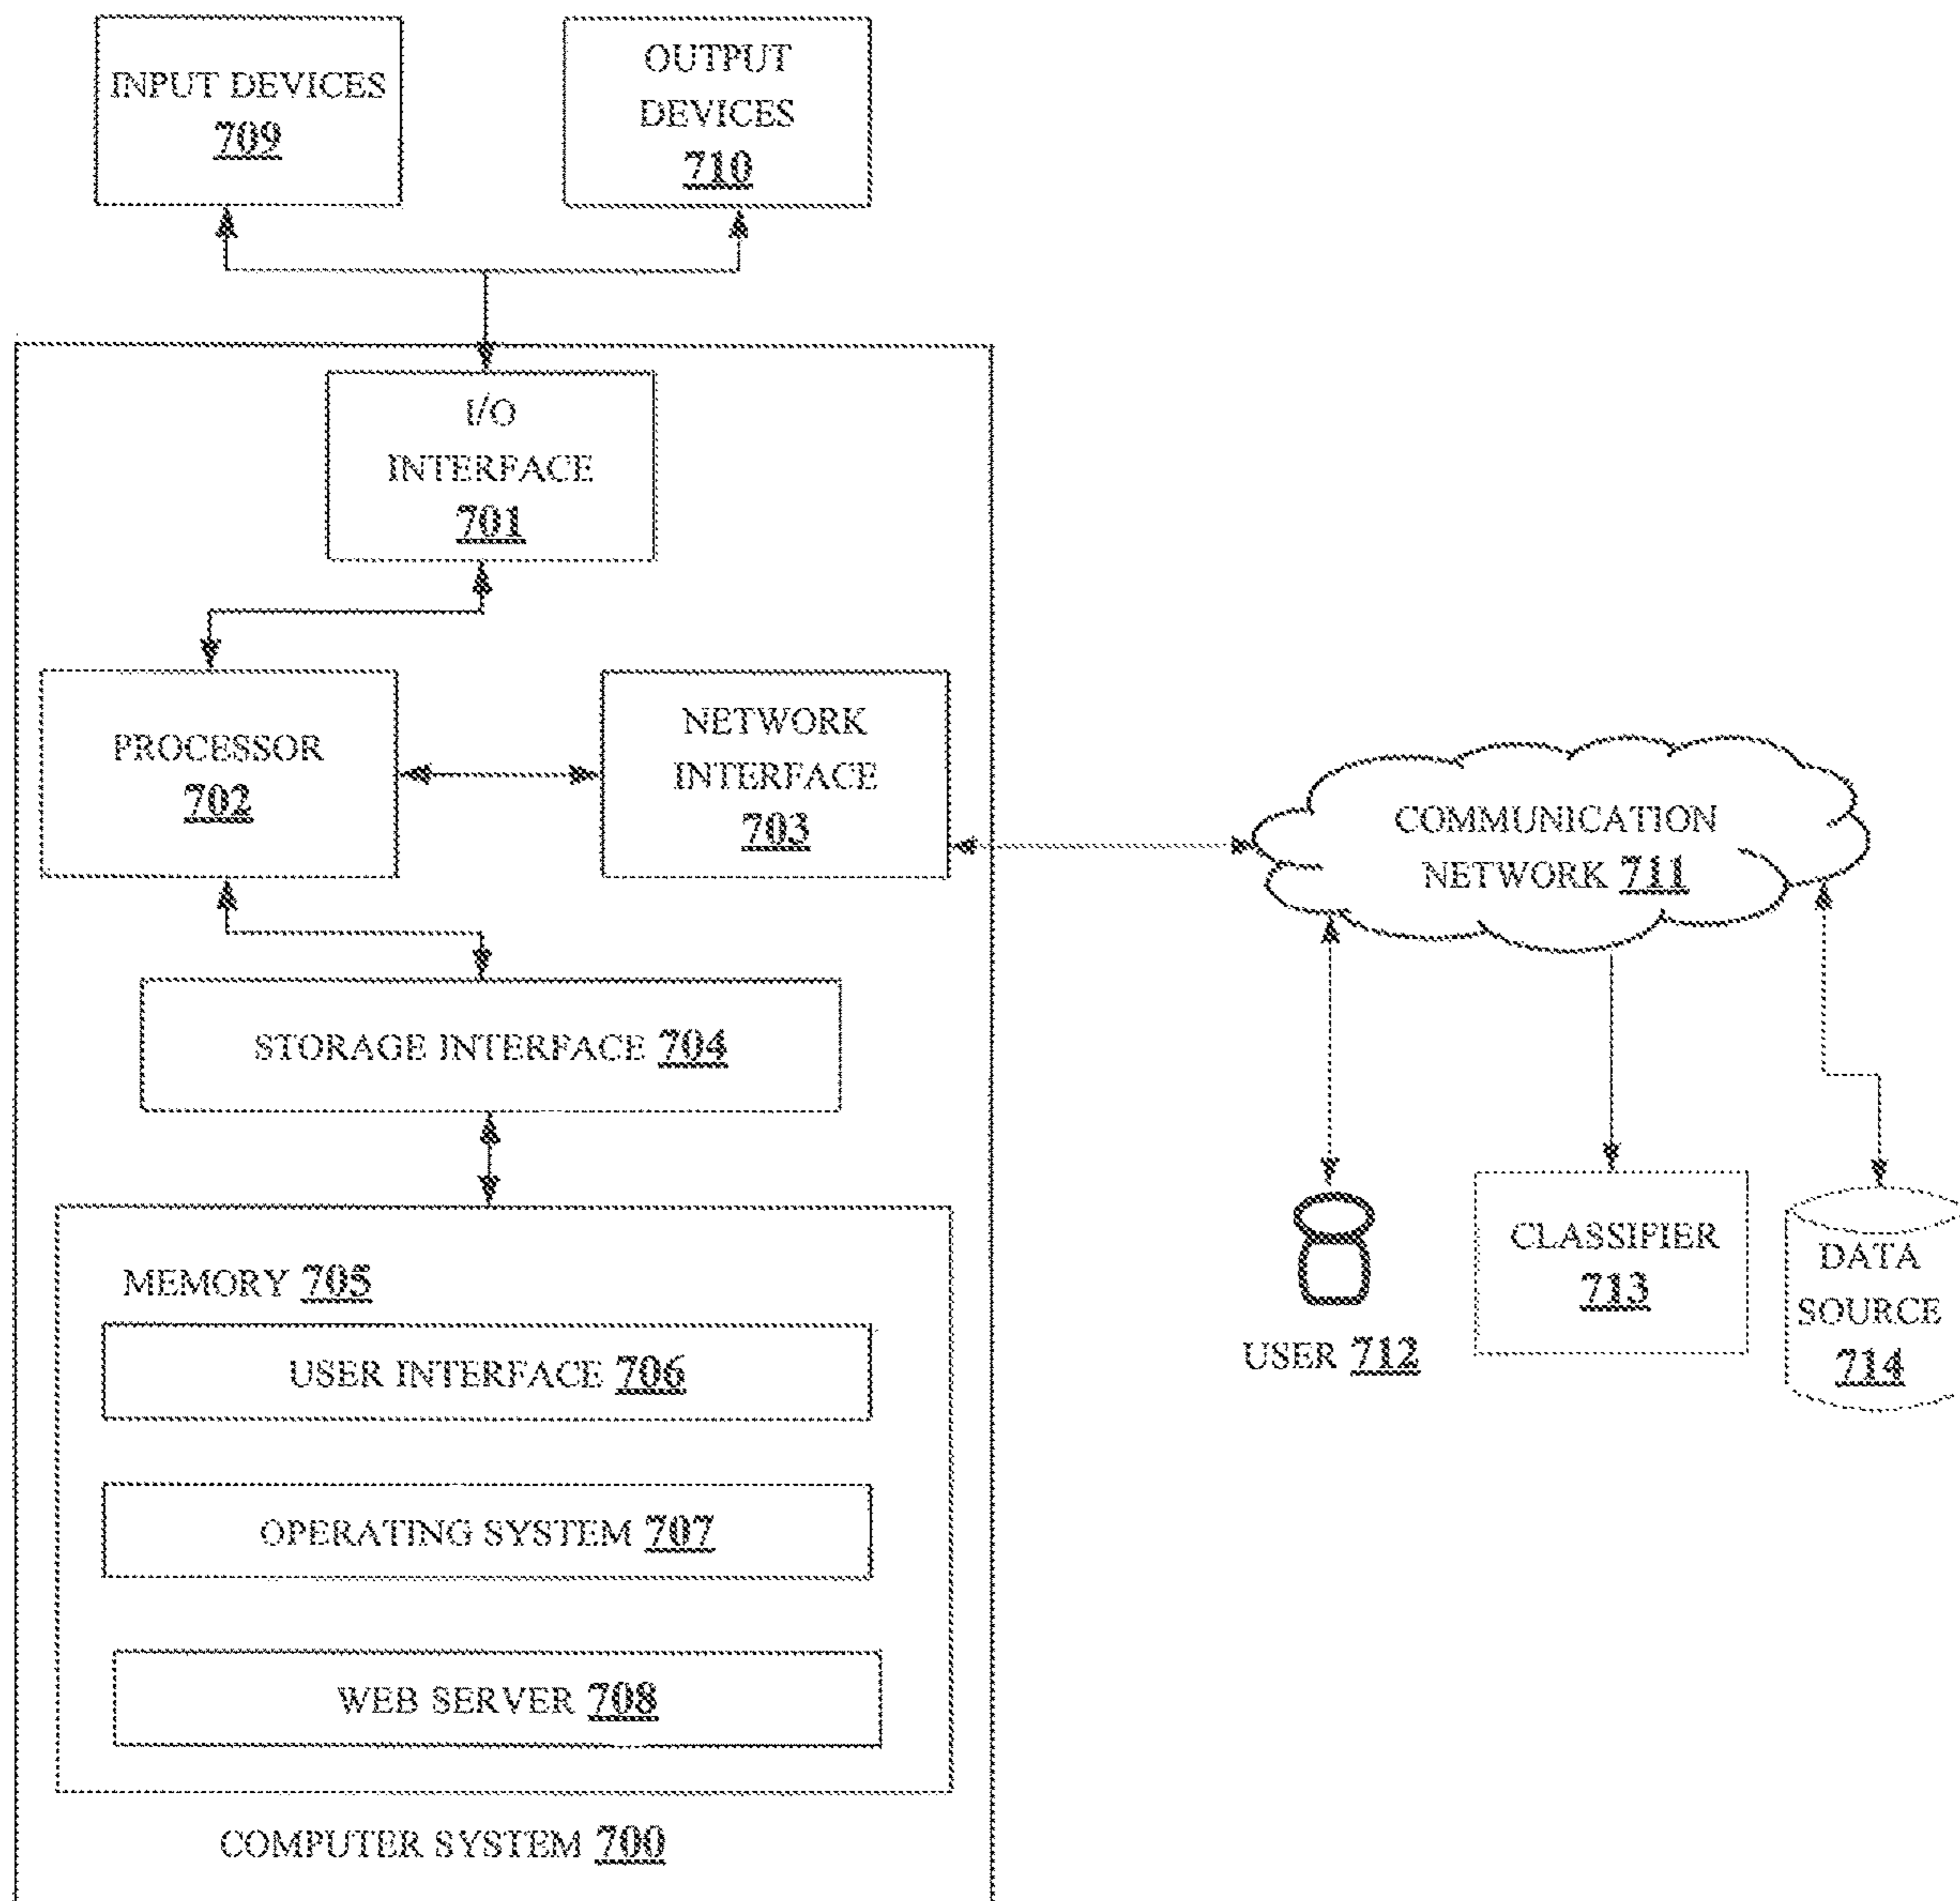 INPUT DEVICES
709
OUTPUT
DEVICES
710
I/O
INTERFACE
701
PROCESSOR
702
NETWORK
INTERFACE
703
STORAGE INTERFACE 704
MEMORY 705
USER INTERFACE 706
OPERATING SYSTEM 707
WEB SERVER 708
COMPUTER SYSTEM 700
COMMUNICATION
NETWORK 711
USER 712
CLASSIFIER
713
DATA
SOURCE
714